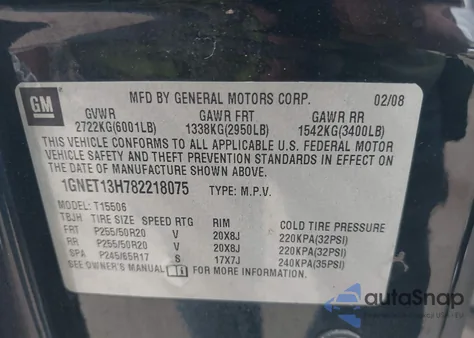 GM
MFD BY GENERAL MOTORS CORP. 02/08
GVWR GAWR FRT GAWR RR
2722KG(6001LB) 1338KG(2950LB) 1542KG(3400LB)
THIS VEHICLE CONFORMS TO ALL APPLICABLE U.S. FEDERAL MOTOR
VEHICLE SAFETY, BUMPER, AND THEFT PREVENTION STANDARDS IN
EFFECT ON THE DATE OF MANUFACTURE SHOWN ABOVE.
1GNET13H782218075 TYPE: M.P.V.
MODEL: T15506
TBJH TIRE SIZE SPEED RTG RIM COLD TIRE PRESSURE
FRT P255/50R20 V 20X8J 220KPA(32PSI)
RR P255/50R20 V 20X8J 220KPA(32PSI)
SPA P245/65R17 S 17X7J 240KPA(35PSI)
SEE OWNER'S MANUAL FOR MORE INFORMATION.
autoSnap